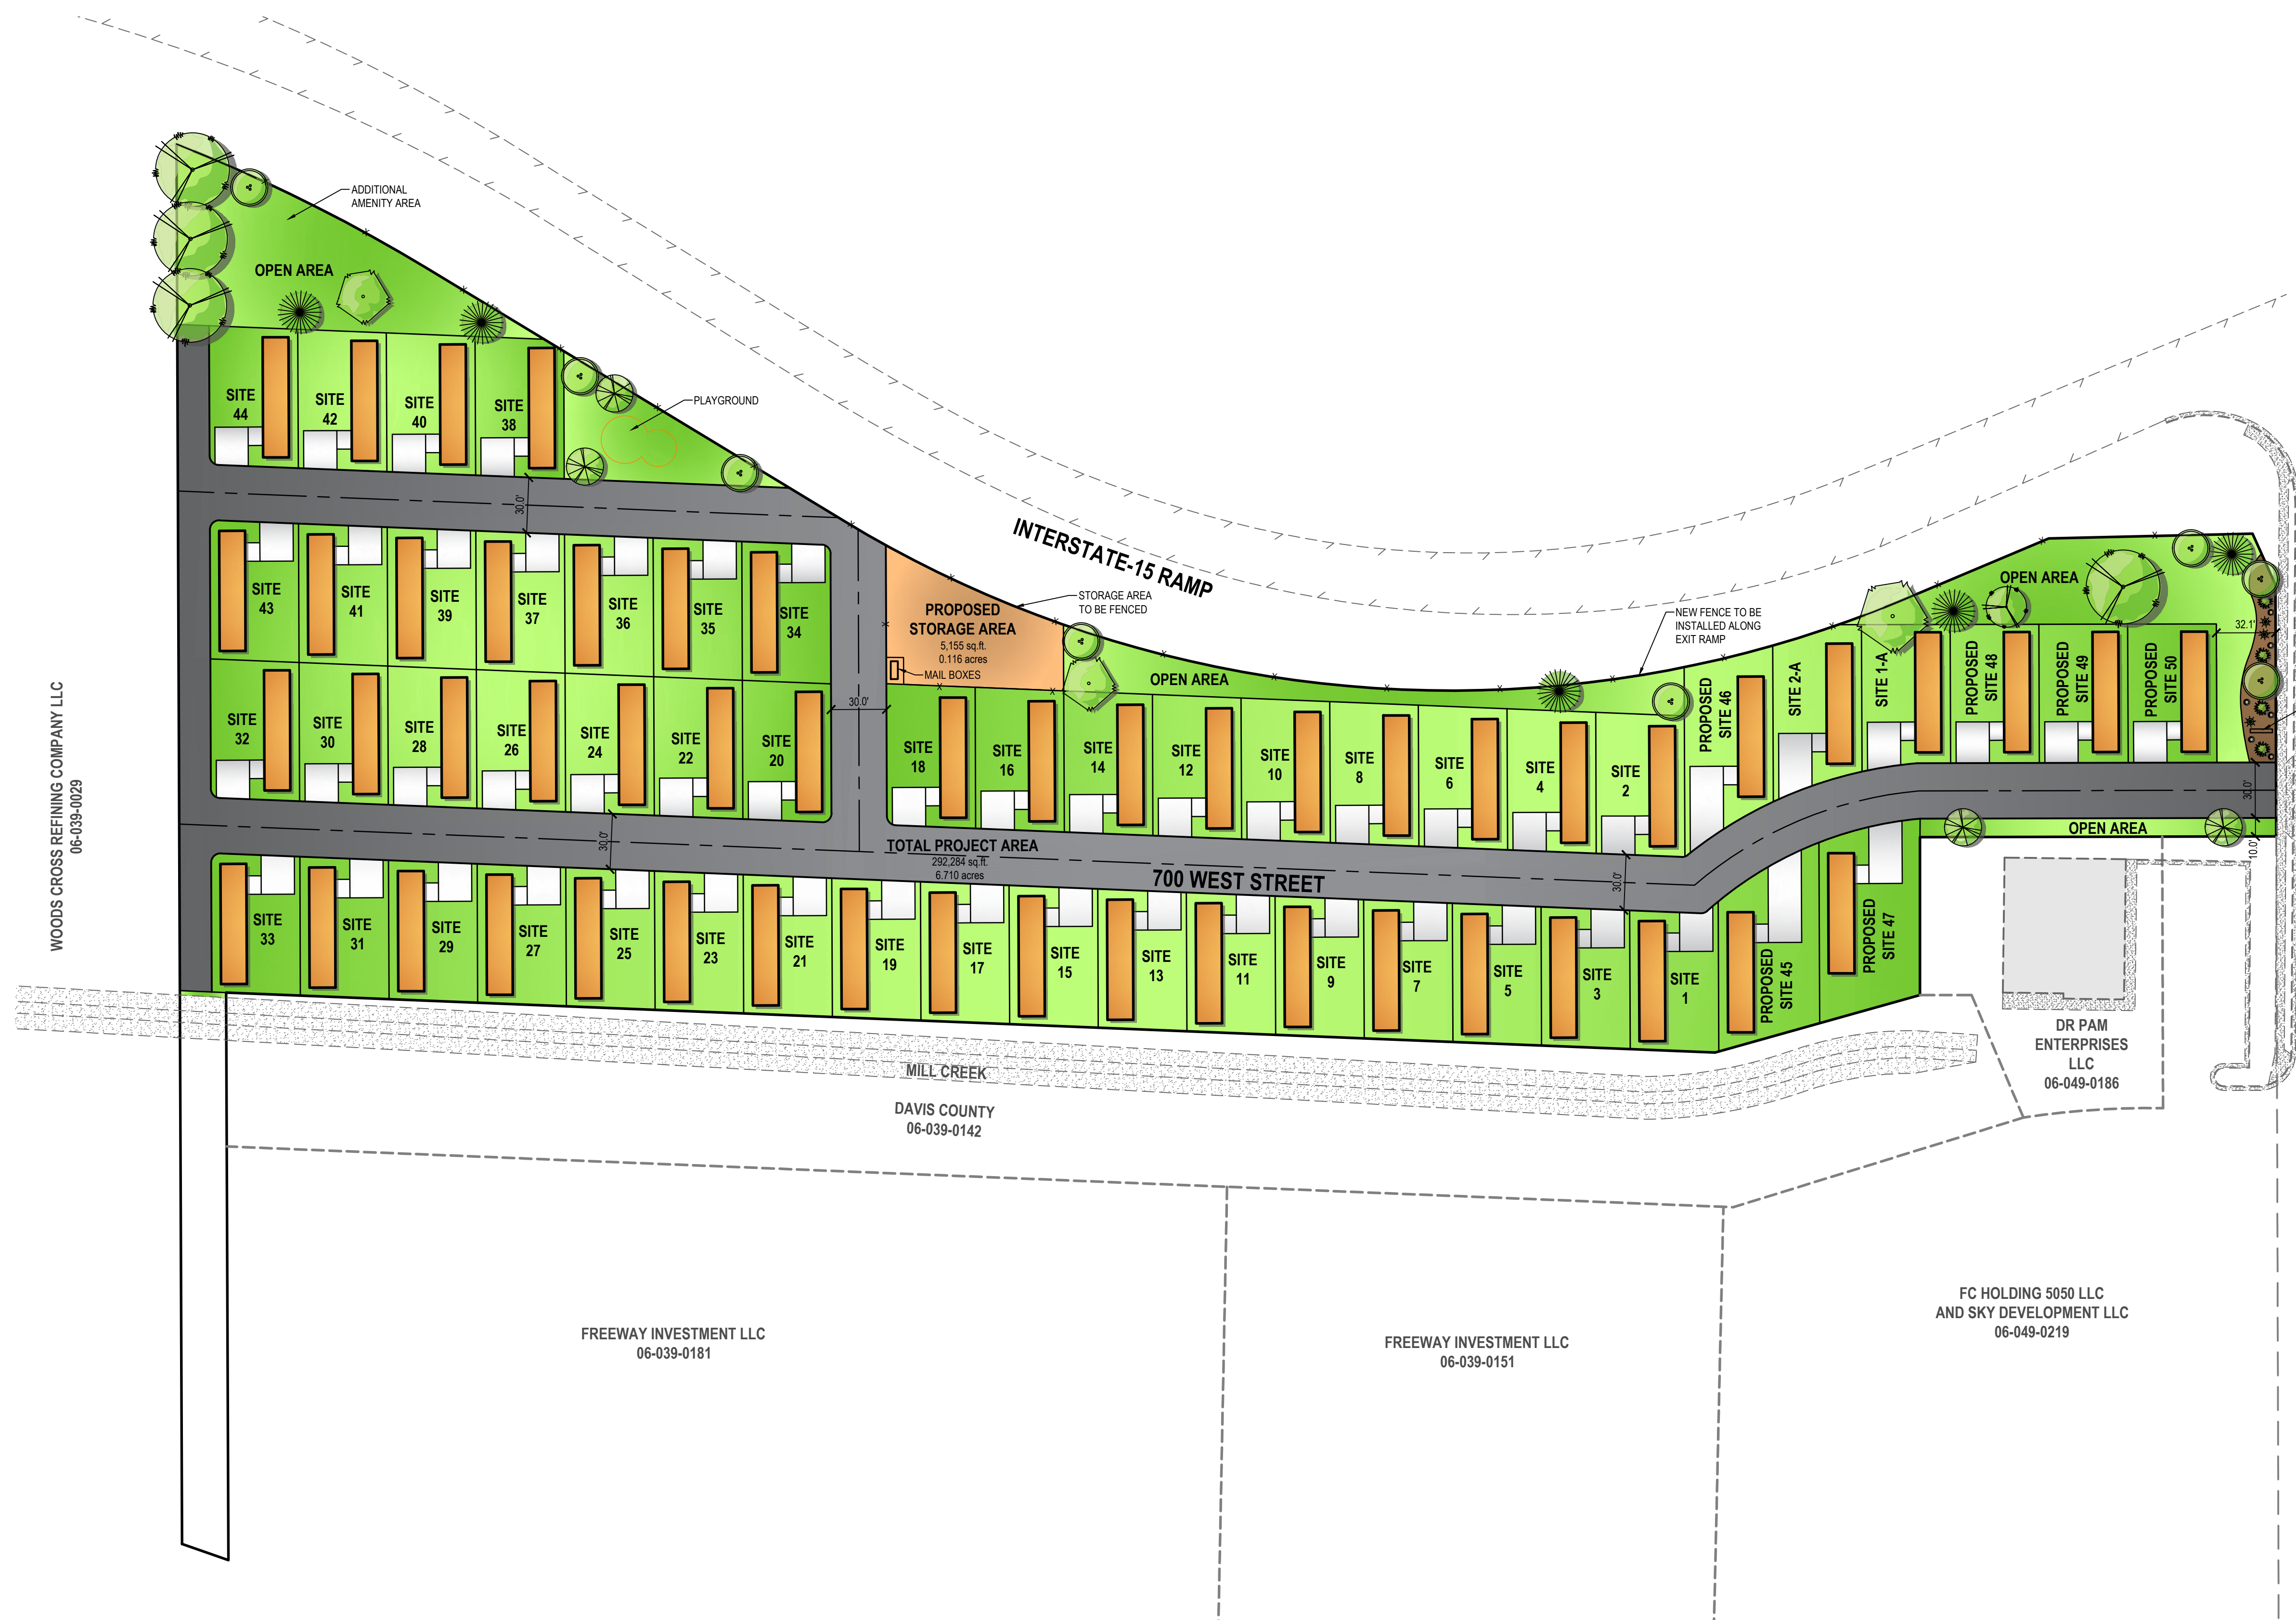 ADDITIONAL
AMENITY AREA
OPEN AREA
PLAYGROUND
SITE
44
SITE
42
SITE
40
SITE
38
30.0'
INTERSTATE-15 RAMP
SITE
43
SITE
41
SITE
39
SITE
37
SITE
36
SITE
35
SITE
34
PROPOSED
STORAGE AREA
5,155 sq.ft.
0.116 acres
MAIL BOXES
STORAGE AREA
TO BE FENCED
NEW FENCE TO BE
INSTALLED ALONG
EXIT RAMP
OPEN AREA
OPEN AREA
32.1'
SITE
32
SITE
30
SITE
28
SITE
26
SITE
24
SITE
22
SITE
20
30.0'
SITE
18
SITE
16
SITE
14
SITE
12
SITE
10
SITE
8
SITE
6
SITE
4
SITE
2
PROPOSED
SITE 46
SITE 2-A
SITE 1-A
PROPOSED
SITE 48
PROPOSED
SITE 49
PROPOSED
SITE 50
30.0'
OPEN AREA
10.0'
WOODS CROSS REFINING COMPANY LLC
06-039-0029
30.0'
TOTAL PROJECT AREA
292,284 sq.ft.
6.710 acres
700 WEST STREET
30.0'
SITE
33
SITE
31
SITE
29
SITE
27
SITE
25
SITE
23
SITE
21
SITE
19
SITE
17
SITE
15
SITE
13
SITE
11
SITE
9
SITE
7
SITE
5
SITE
3
SITE
1
PROPOSED
SITE 45
PROPOSED
SITE 47
DR PAM
ENTERPRISES
LLC
06-049-0186
MILL CREEK
DAVIS COUNTY
06-039-0142
FREEWAY INVESTMENT LLC
06-039-0181
FREEWAY INVESTMENT LLC
06-039-0151
FC HOLDING 5050 LLC
AND SKY DEVELOPMENT LLC
06-049-0219